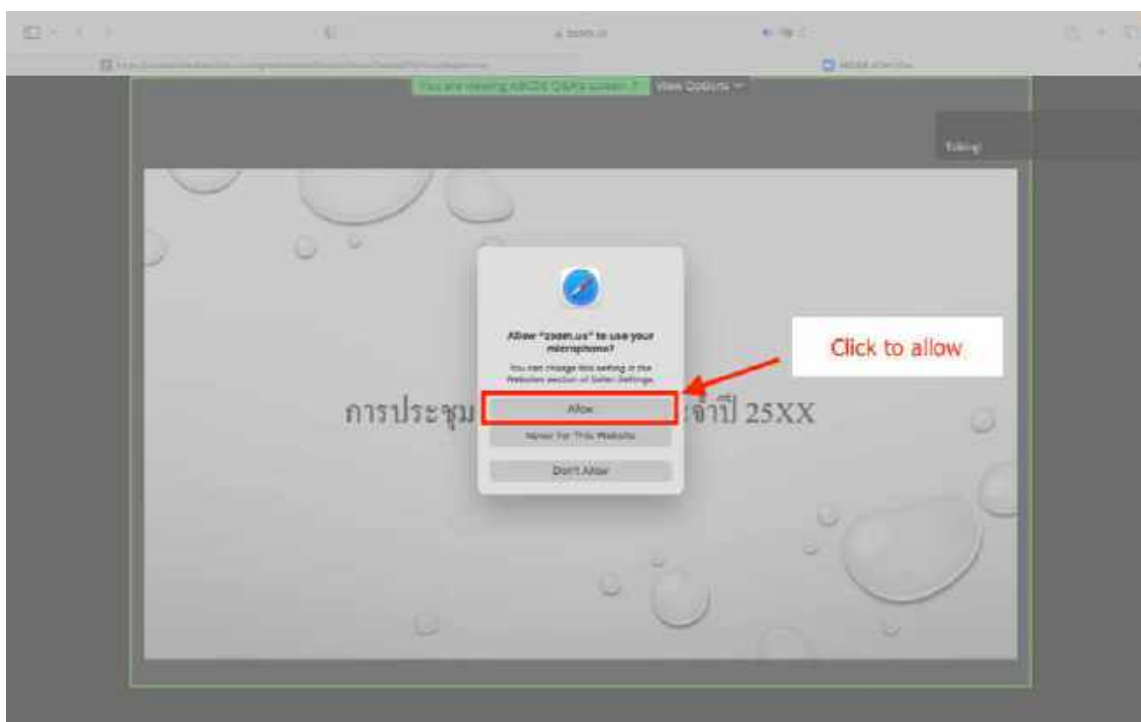 zoom.us
You are viewing ABCDE Q&A's screen
View Options
Talking:
Allow "zoom.us" to use your
microphone?
You can change this setting in the
Websites section of Safari Settings.
Allow
Never for This Website
Don't Allow
Click to allow
การประชุม
จำปี 25XX